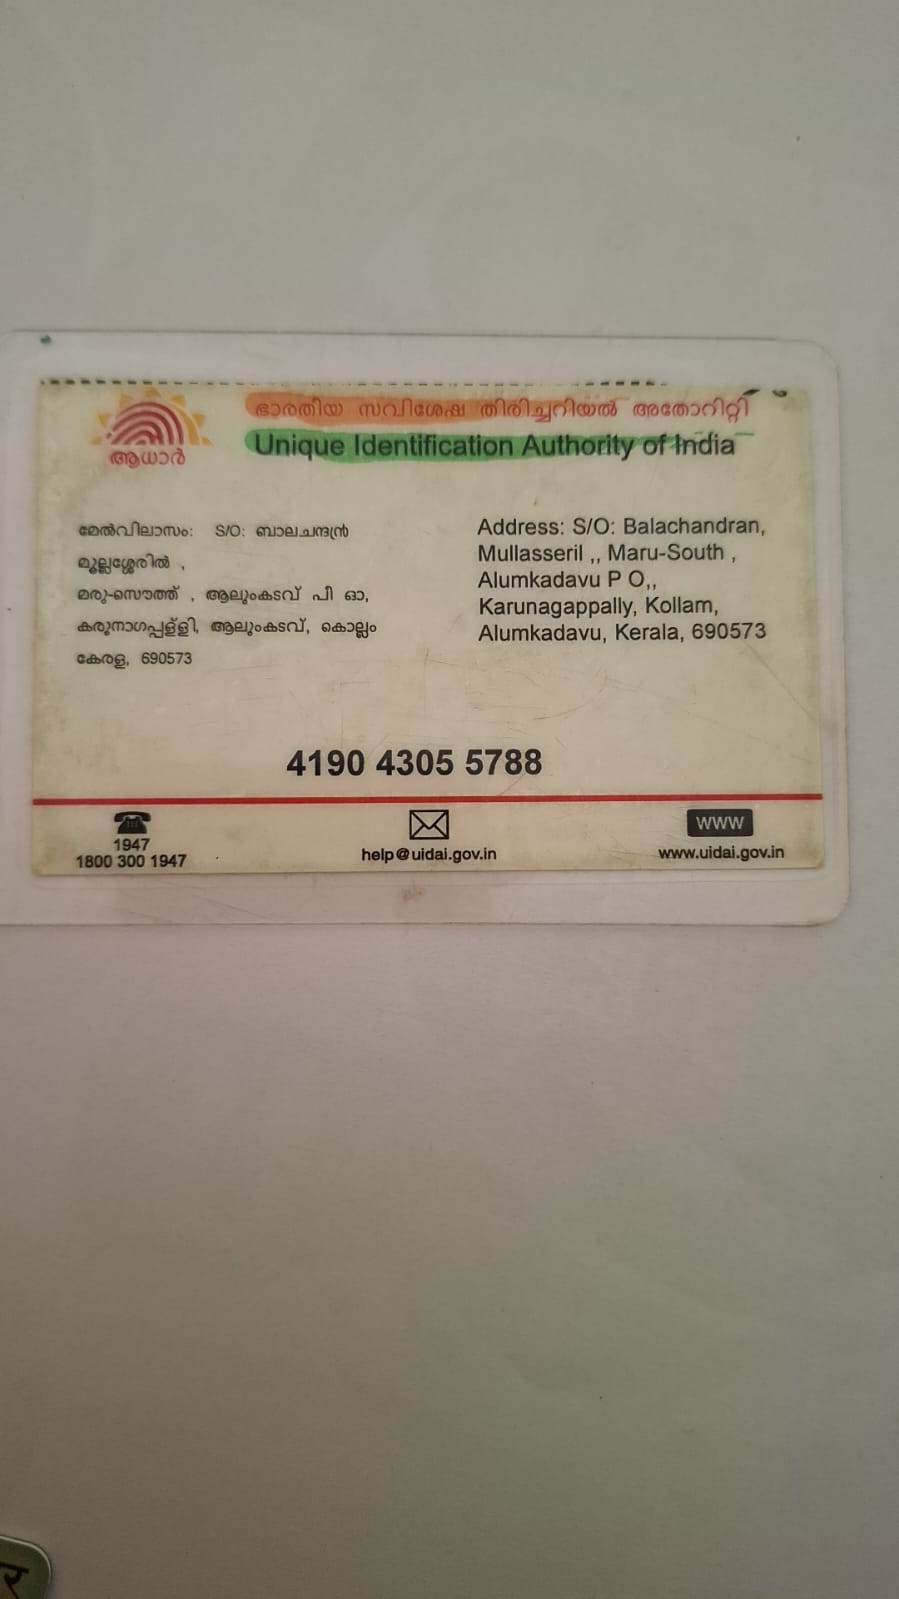 ഭാരതീയ സവിശേഷ തിരിച്ചറിയൽ അതോറിറ്റി
Unique Identification Authority of India
ആധാർ
മേൽവിലാസം: S/O: ബാലചന്ദ്രൻ
മുല്ലശ്ശേരിൽ ,
മരു-സൌത്ത് , ആലുംകടവ് പീ ഓ,
കരുനാഗപ്പള്ളി, ആലുംകടവ്, കൊല്ലം
കേരള, 690573
Address: S/O: Balachandran,
Mullasseril ,, Maru-South ,
Alumkadavu P O,,
Karunagappally, Kollam,
Alumkadavu, Kerala, 690573
4190 4305 5788
1947
1800 300 1947
help@uidai.gov.in
WWW
www.uidai.gov.in